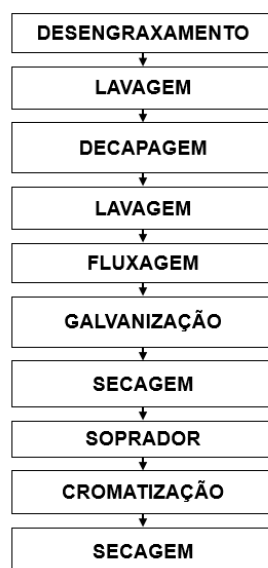 DESENGRAXAMENTO
LAVAGEM
DECAPAGEM
LAVAGEM
FLUXAGEM
GALVANIZAÇÃO
SECAGEM
SOPRADOR
CROMATIZAÇÃO
SECAGEM